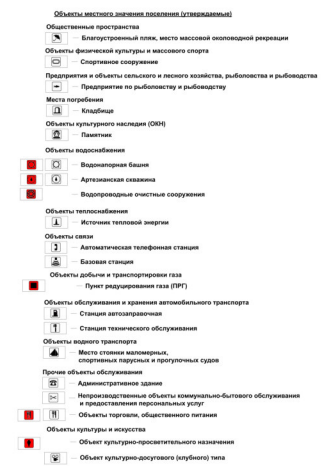 Объекты местного значения поселения (утверждаемые)
Общественные пространства
Благоустроенный пляж, место массовой околоводной рекреации
Объекты физической культуры и массового спорта
Спортивное сооружение
Предприятия и объекты сельского и лесного хозяйства, рыболовства и рыбоводства
Предприятие по рыболовству и рыбоводству
Места погребения
Кладбище
Объекты культурного наследия (ОКН)
Памятник
Объекты водоснабжения
Водонапорная башня
Артезианская скважина
Водопроводные очистные сооружения
Объекты теплоснабжения
Источник тепловой энергии
Объекты связи
Автоматическая телефонная станция
Базовая станция
Объекты добычи и транспортировки газа
Пункт редуцирования газа (ПРГ)
Объекты обслуживания и хранения автомобильного транспорта
Станция автозаправочная
Станция технического обслуживания
Объекты водного транспорта
Место стоянки маломерных,
спортивных парусных и прогулочных судов
Прочие объекты обслуживания
Административное здание
Непроизводственные объекты коммунально-бытового обслуживания
и предоставления персональных услуг
Объекты торговли, общественного питания
Объекты культуры и искусства
Объект культурно-просветительного назначения
Объект культурно-досугового (клубного) типа